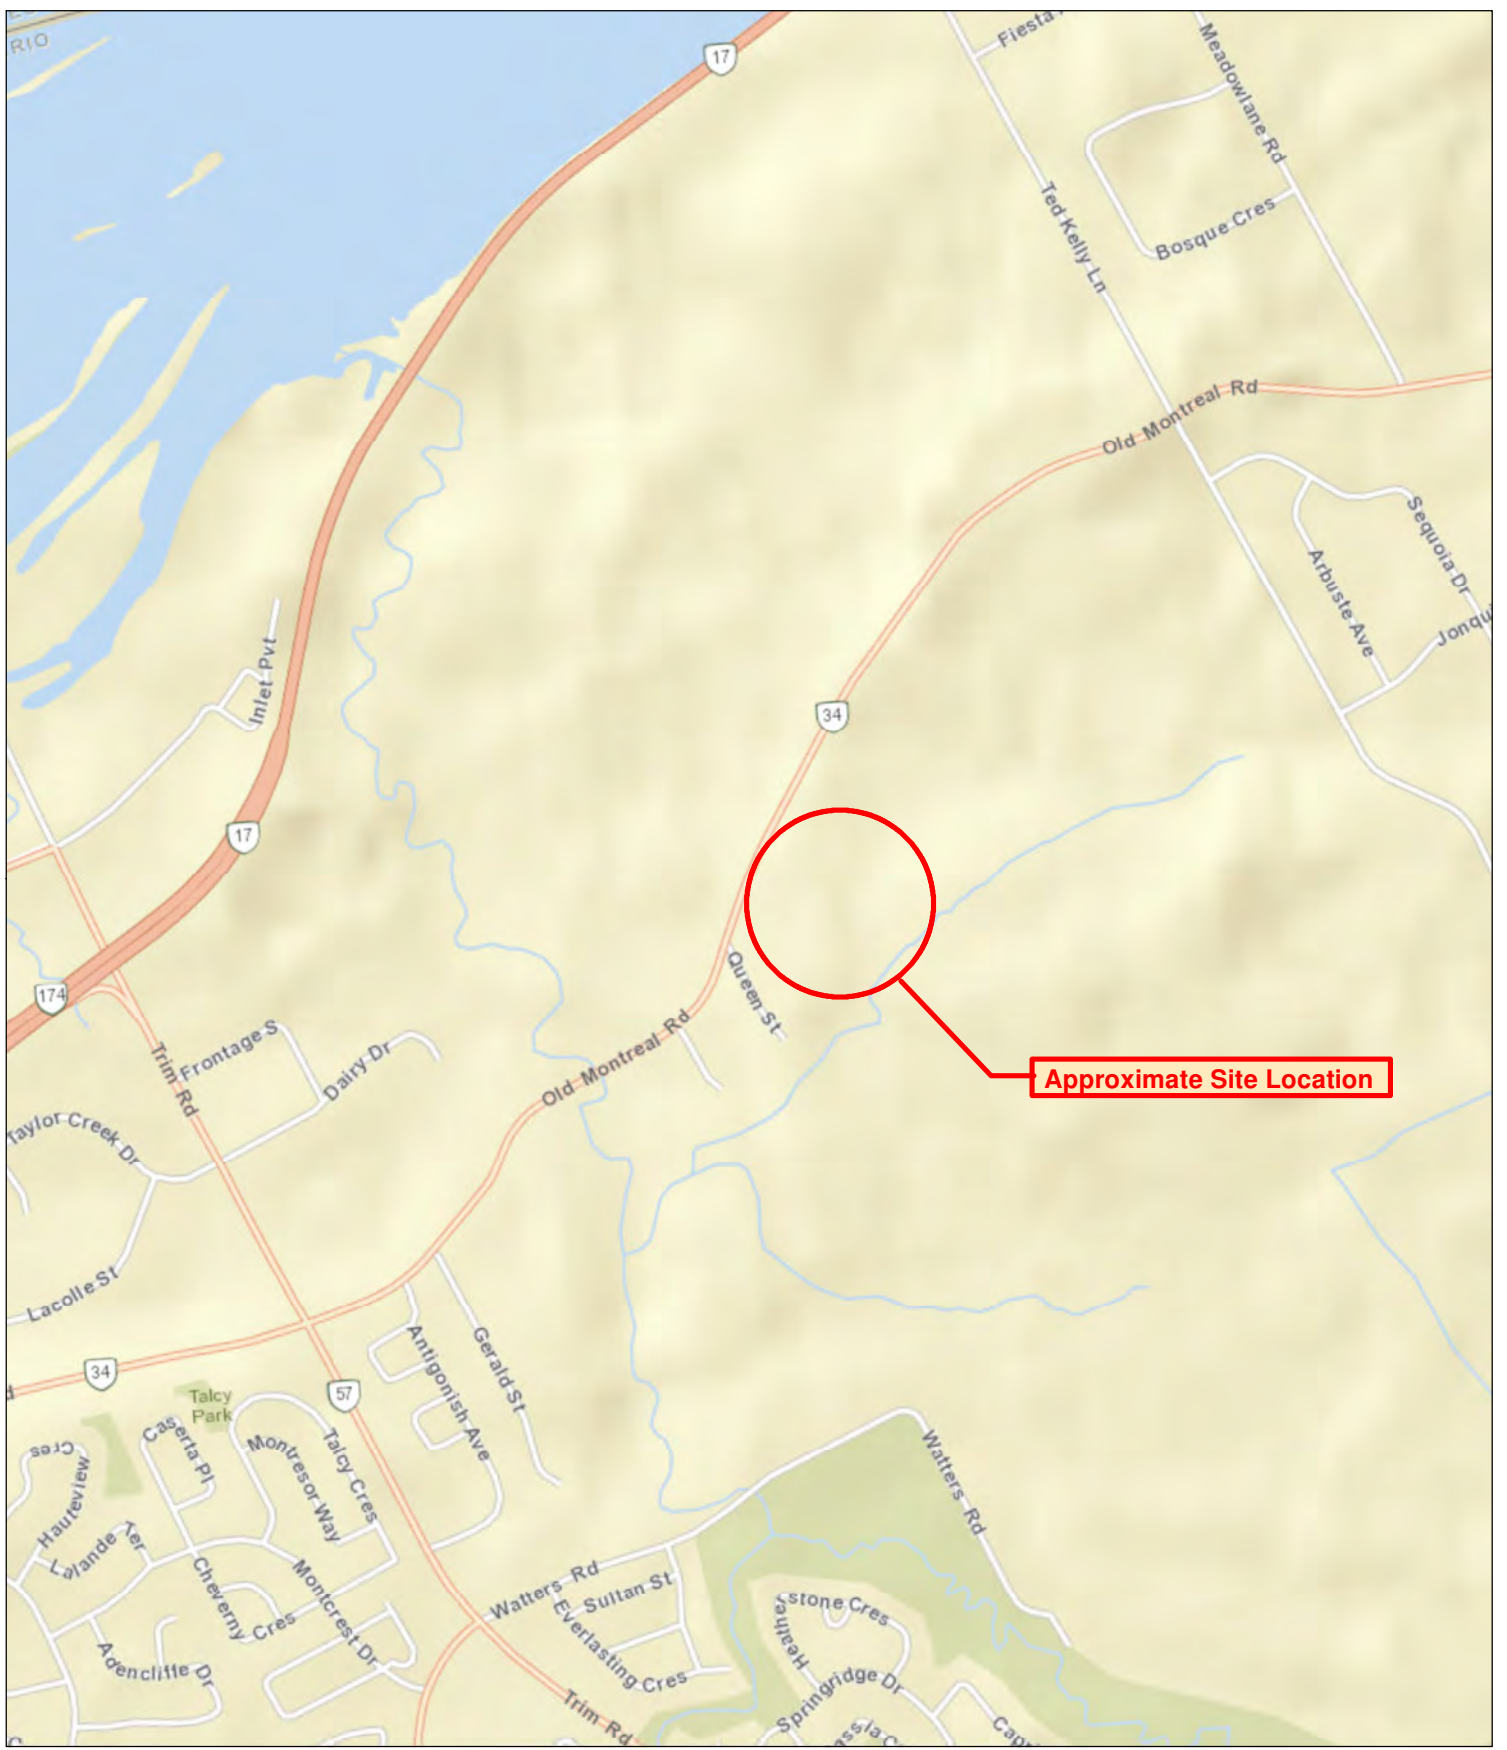 RIO
17
Fiesta
Meadowlane Rd
Ted Kelly Ln
Bosque Cres
Old Montreal Rd
Sequoia Dr
Arbuste Ave
Jonqui
Inlet Pvt
34
17
Approximate Site Location
Queen St
174
Old Montreal Rd
Frontage S
Dairy Dr
Trim Rd
Taylor Creek Dr
Lacolle St
34
57
Talcy
Park
Antigonish Ave
Gerald St
Caserta Pl
Montresor Way
Talcy Cres
Cres
Hauteview
Lalande Ter
Cheverny
Cres
Montcrest Dr
Adencliffe Dr
Watters Rd
Watters Rd
Sultan St
Everlasting Cres
Heather
stone Cres
Springridge Dr
Trim Rd
Capr